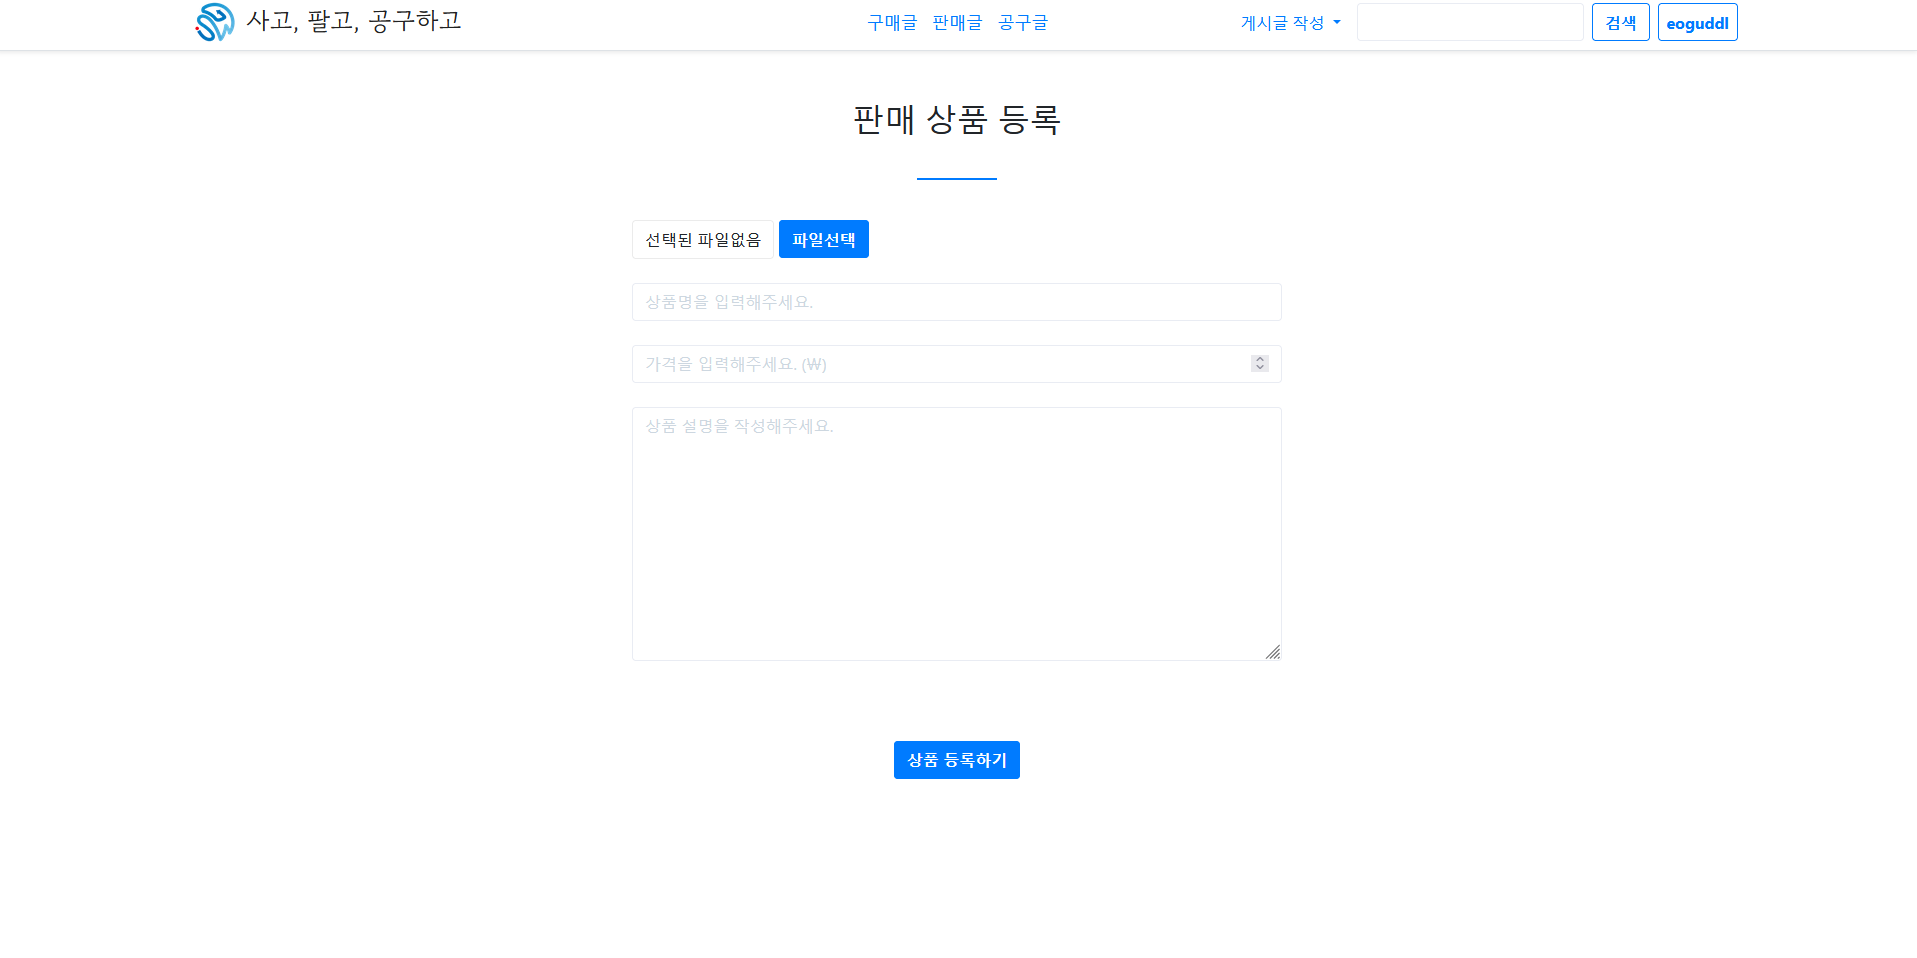 사고, 팔고, 공구하고 구매글 판매글 공구글 게시글 작성 검색 eoguddl
판매 상품 등록
선택된 파일없음 파일선택
상품명을 입력해주세요.
가격을 입력해주세요. (₩)
상품 설명을 작성해주세요.
상품 등록하기